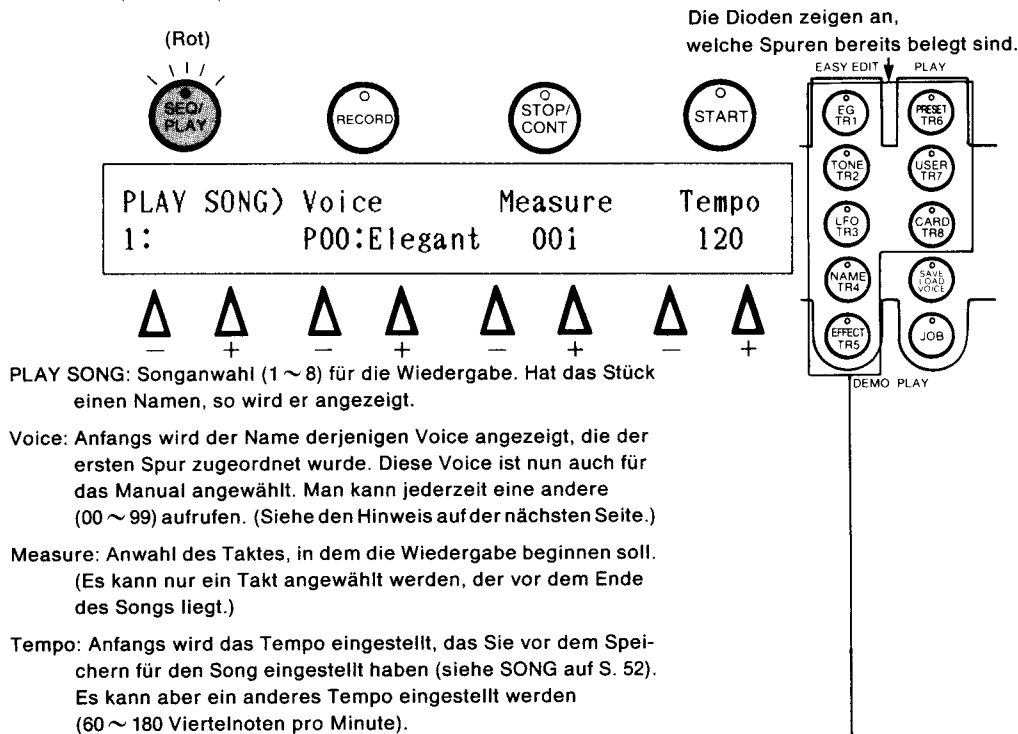 Die Dioden zeigen an,
welche Spuren bereits belegt sind.
(Rot)
EASY EDIT PLAY
SEQ/
PLAY
RECORD
STOP/
CONT
START
EG
TR1
PRESET
TR6
TONE
TR2
USER
TR7
LFO
TR3
CARD
TR8
NAME
TR4
SAVE
LOAD
VOICE
EFFECT
TR5
JOB
DEMO PLAY
PLAY SONG) Voice Measure Tempo
1: P00:Elegant 001 120
− + − + − + − +
PLAY SONG: Songanwahl (1 ~ 8) für die Wiedergabe. Hat das Stück
einen Namen, so wird er angezeigt.
Voice: Anfangs wird der Name derjenigen Voice angezeigt, die der
ersten Spur zugeordnet wurde. Diese Voice ist nun auch für
das Manual angewählt. Man kann jederzeit eine andere
(00 ~ 99) aufrufen. (Siehe den Hinweis auf der nächsten Seite.)
Measure: Anwahl des Taktes, in dem die Wiedergabe beginnen soll.
(Es kann nur ein Takt angewählt werden, der vor dem Ende
des Songs liegt.)
Tempo: Anfangs wird das Tempo eingestellt, das Sie vor dem Spei-
chern für den Song eingestellt haben (siehe SONG auf S. 52).
Es kann aber ein anderes Tempo eingestellt werden
(60 ~ 180 Viertelnoten pro Minute).